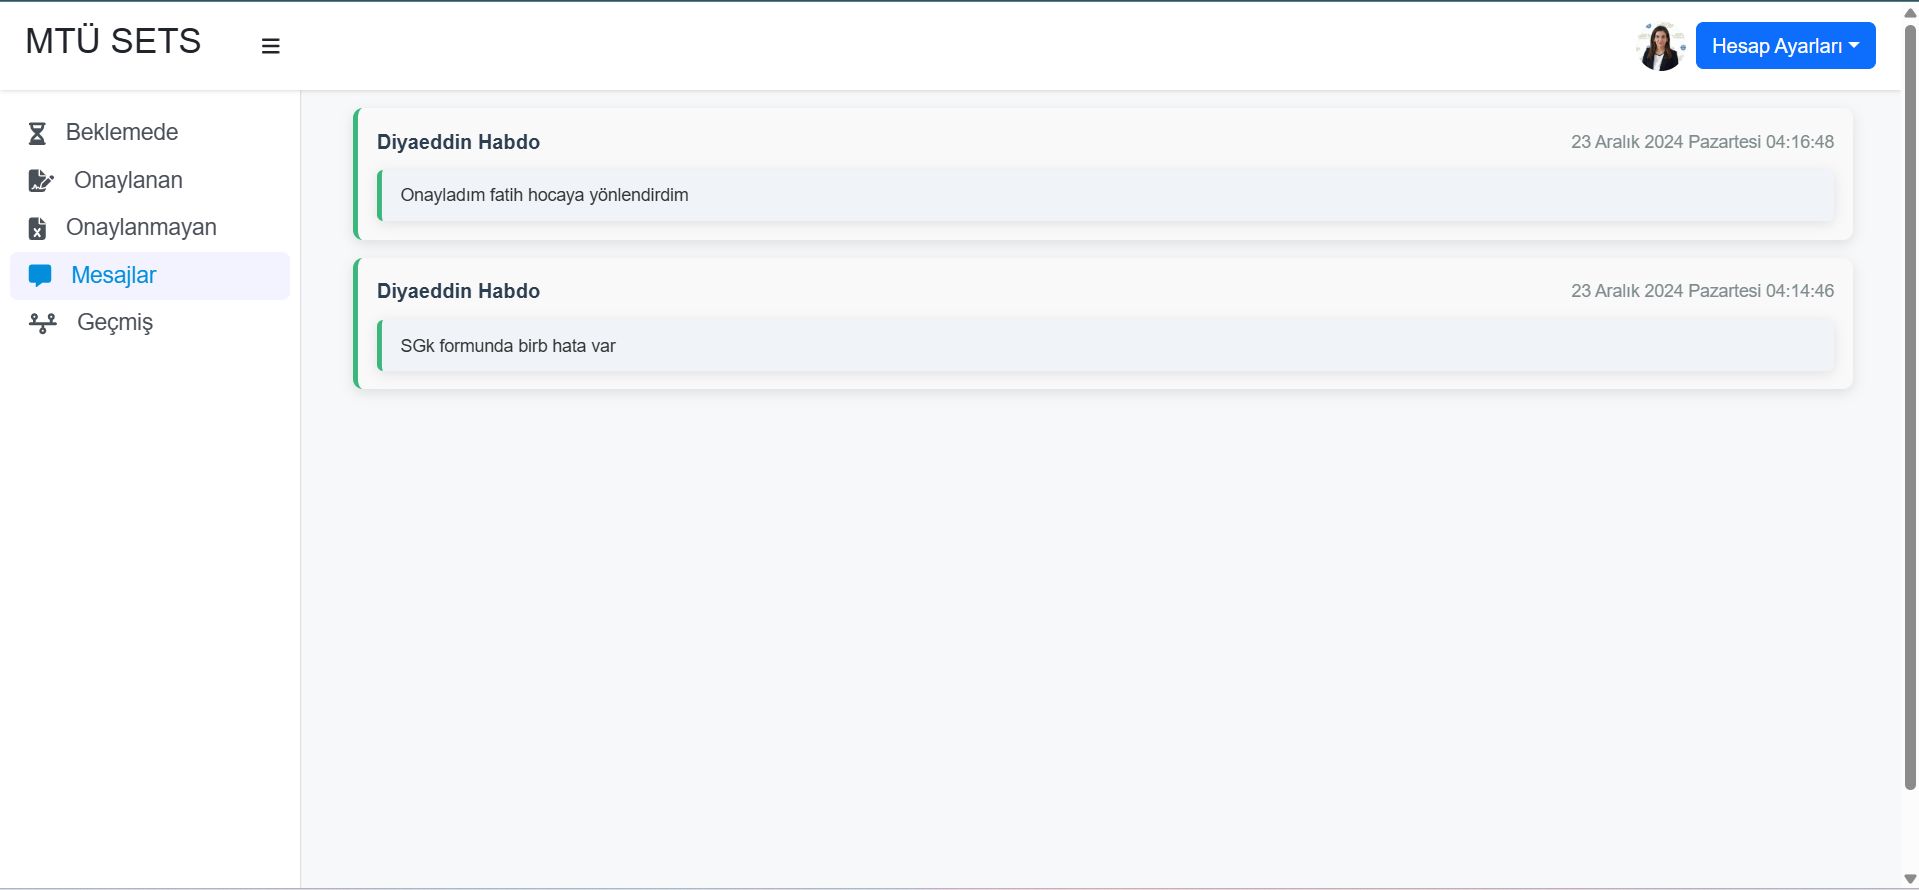 MTÜ SETS
Hesap Ayarları
Beklemede
Onaylanan
Onaylanmayan
Mesajlar
Geçmiş
Diyaeddin Habdo
23 Aralık 2024 Pazartesi 04:16:48
Onayladım fatih hocaya yönlendirdim
Diyaeddin Habdo
23 Aralık 2024 Pazartesi 04:14:46
SGk formunda birb hata var